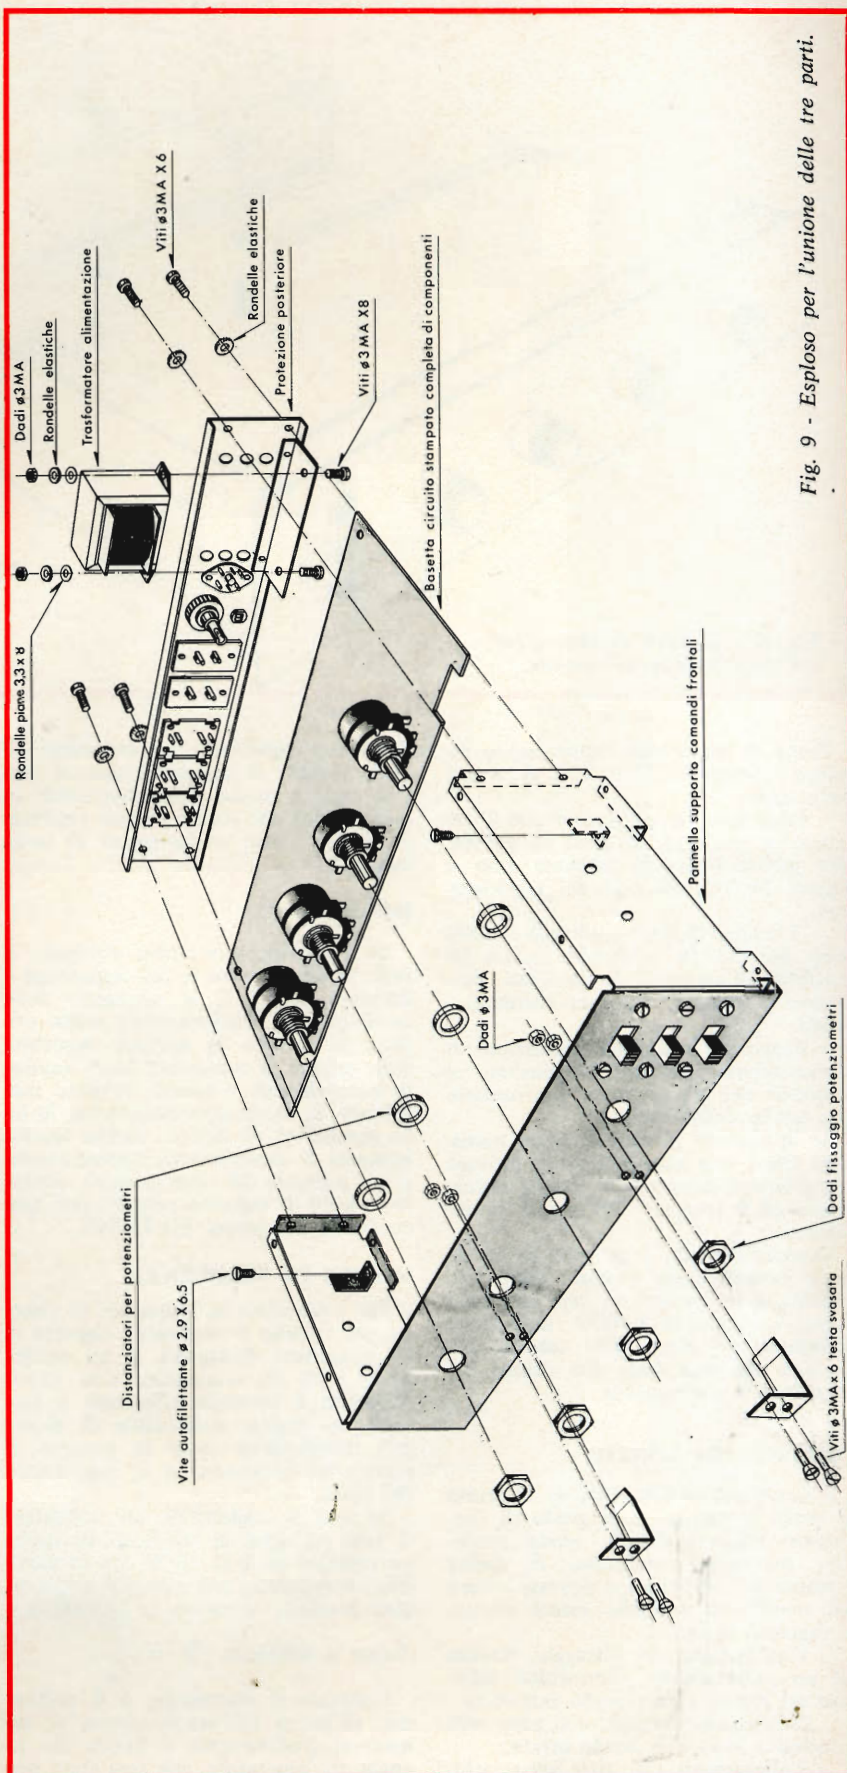 Dadi ø3MA
Rondelle elastiche
Trasformatore alimentazione
Viti ø3MA X6
Rondelle elastiche
Protezione posteriore
Viti ø3MA X8
Rondelle piane 3,3 x 8
Basetta circuito stampato completa di componenti
Pannello supporto comandi frontali
Dadi ø 3MA
Distanziatori per potenziometri
Vite autofilettante ø 2.9 X 6.5
Dadi fissaggio potenziometri
Viti ø 3MA x 6 testa svasata
Fig. 9 - Esploso per l'unione delle tre parti.